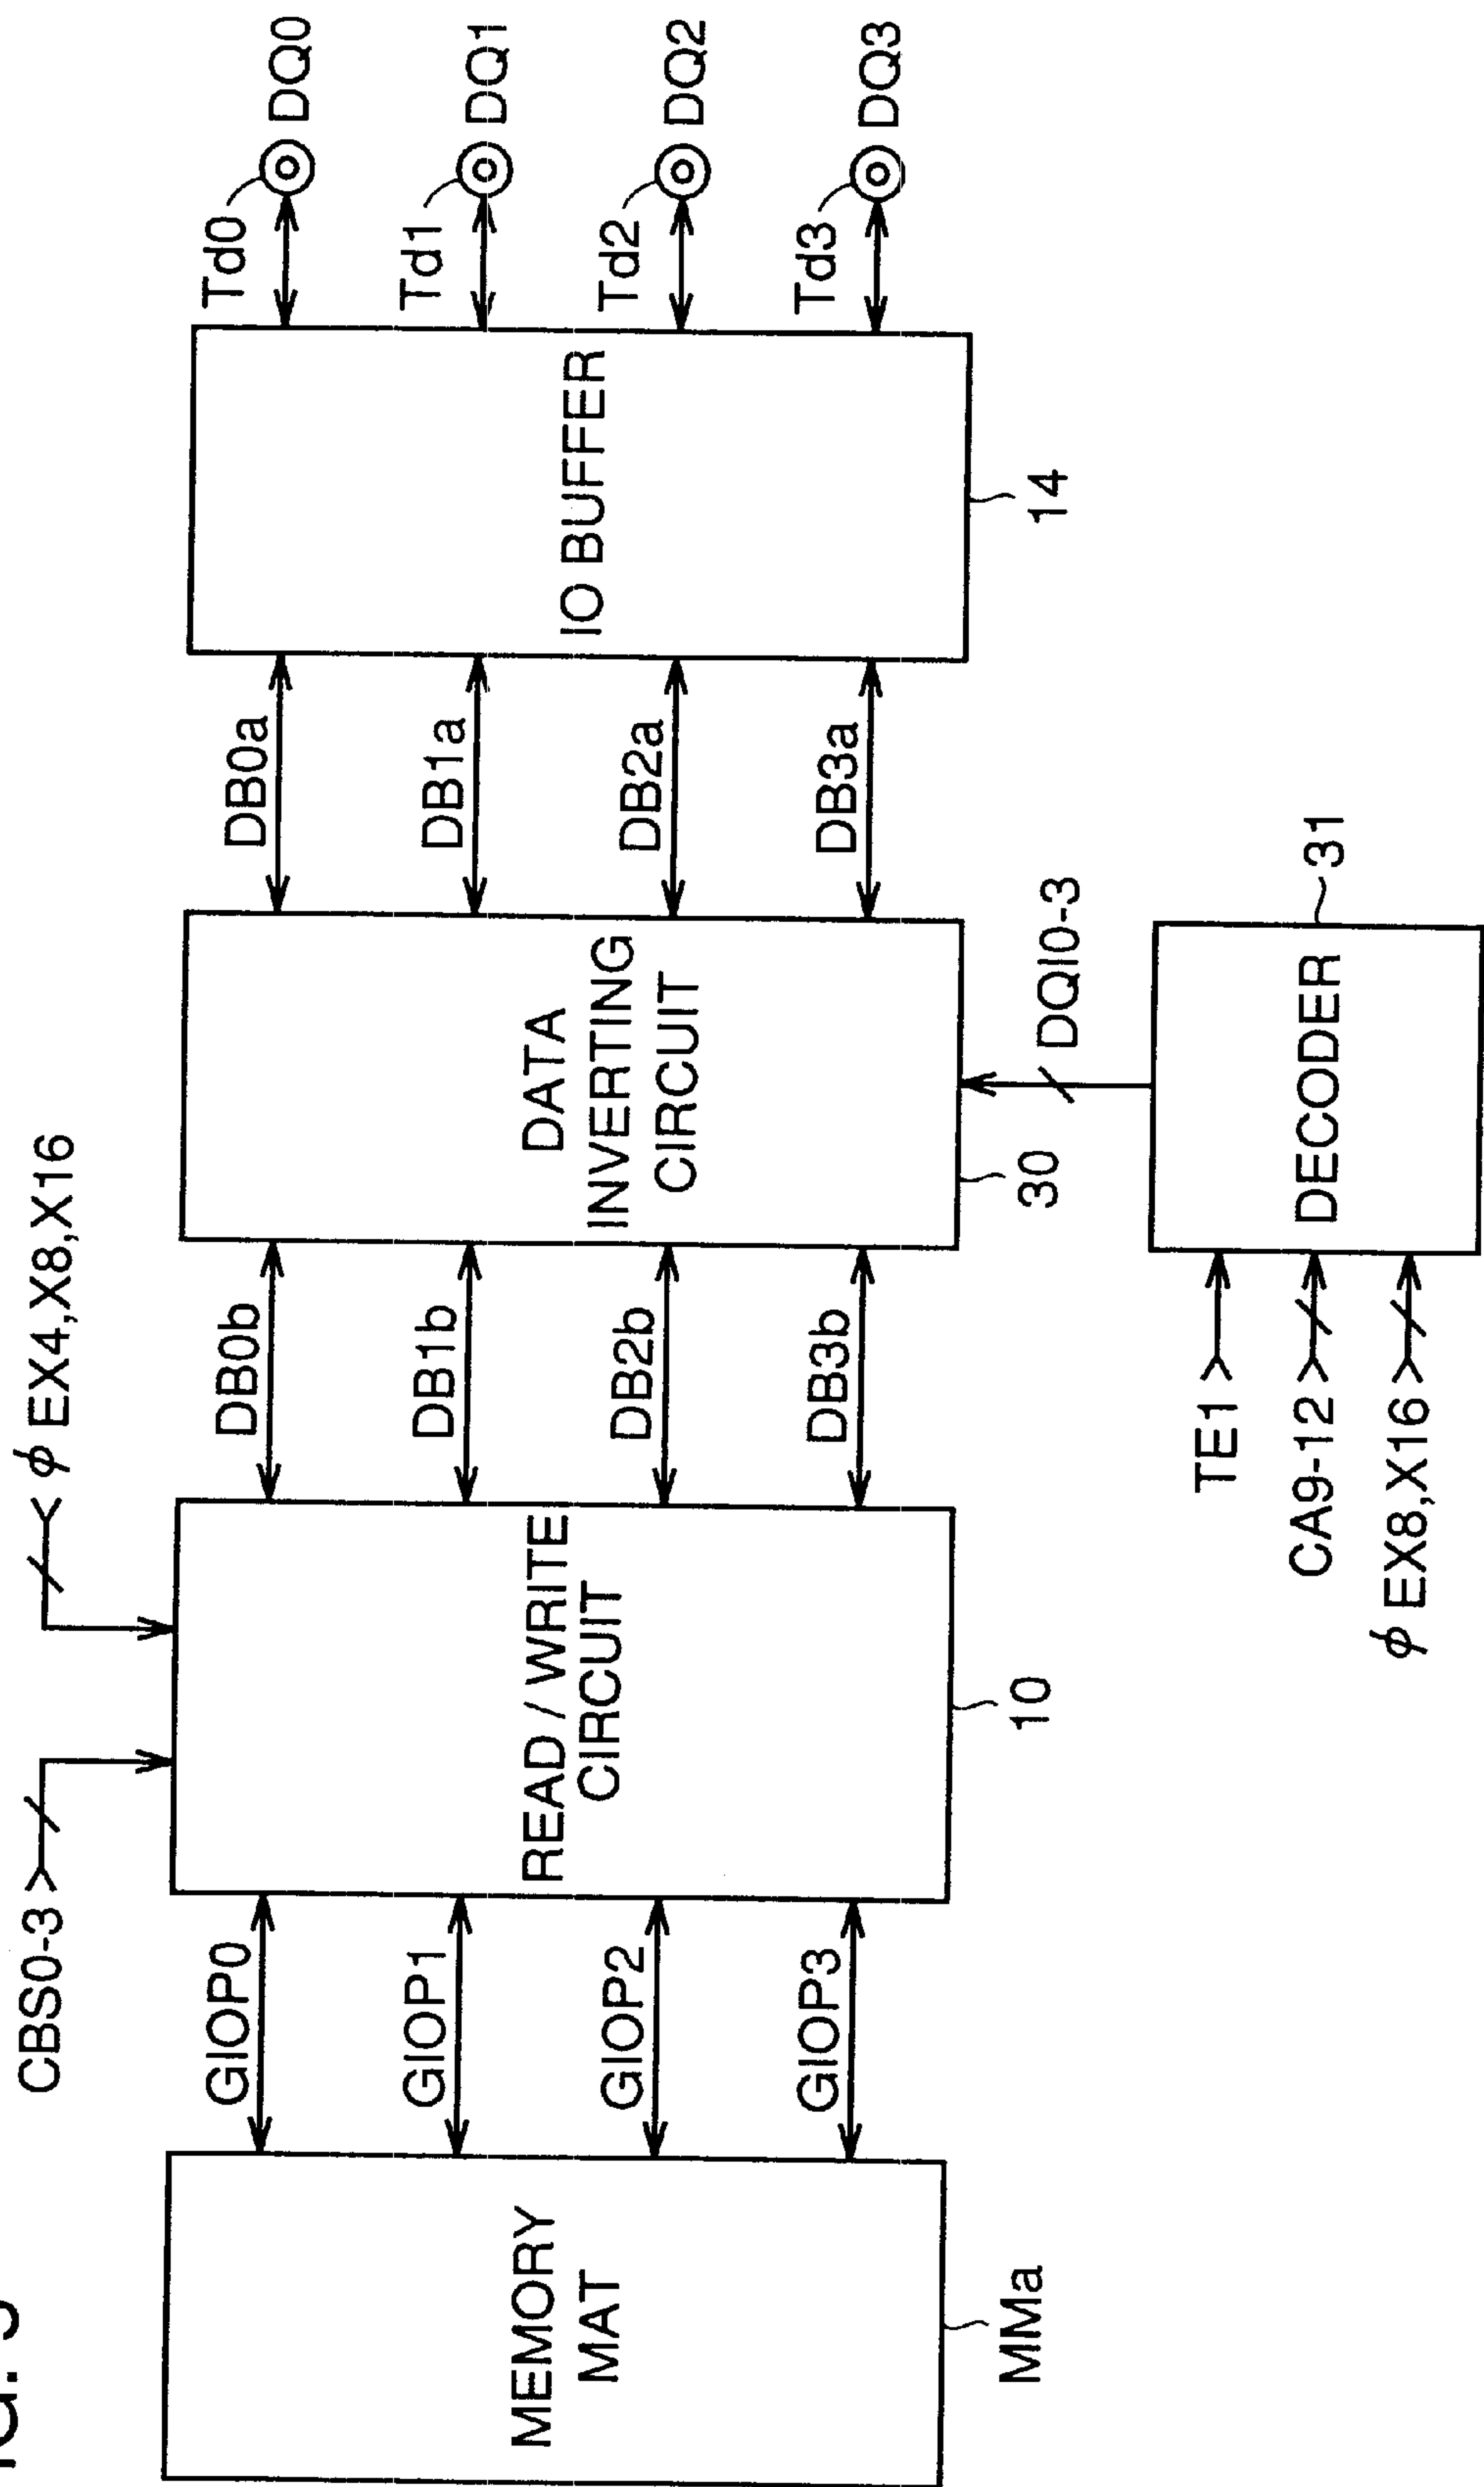 CBS0-3
φEX4,X8,X16
MEMORY
MAT
MMa
GIOP0
GIOP1
GIOP2
GIOP3
READ / WRITE
CIRCUIT
10
DB0b
DB1b
DB2b
DB3b
DATA
INVERTING
CIRCUIT
30
DB0a
DB1a
DB2a
DB3a
IO BUFFER
14
Td0
Td1
Td2
Td3
DQ0
DQ1
DQ2
DQ3
TE1
CA9-12
φEX8,X16
DECODER
31
DQI0-3